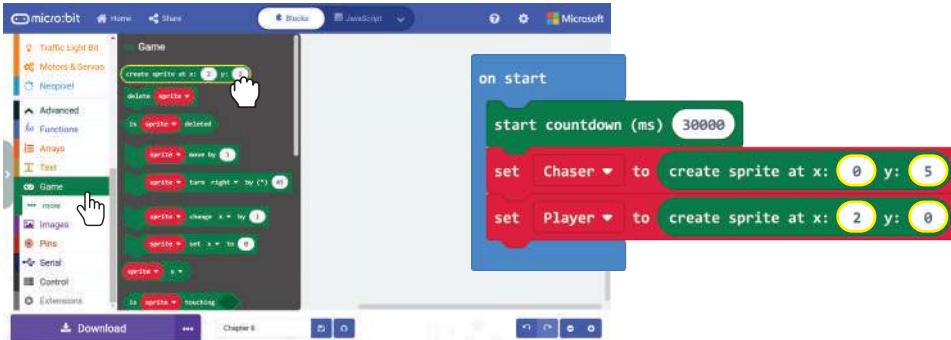 micro:bit Home Share Blocks JavaScript Microsoft
Traffic Light Bit
Motors & Servos
Neopixel
Advanced
Functions
Arrays
Text
Game
more
Images
Pins
Serial
Control
Extensions
Game
create sprite at x: 2 y: 2
delete sprite
is sprite deleted
sprite move by 1
sprite turn right by (°) 45
sprite change x by 1
sprite set x to 0
sprite x
is sprite touching
Download Chapter 6
on start
start countdown (ms) 30000
set Chaser to create sprite at x: 0 y: 5
set Player to create sprite at x: 2 y: 0